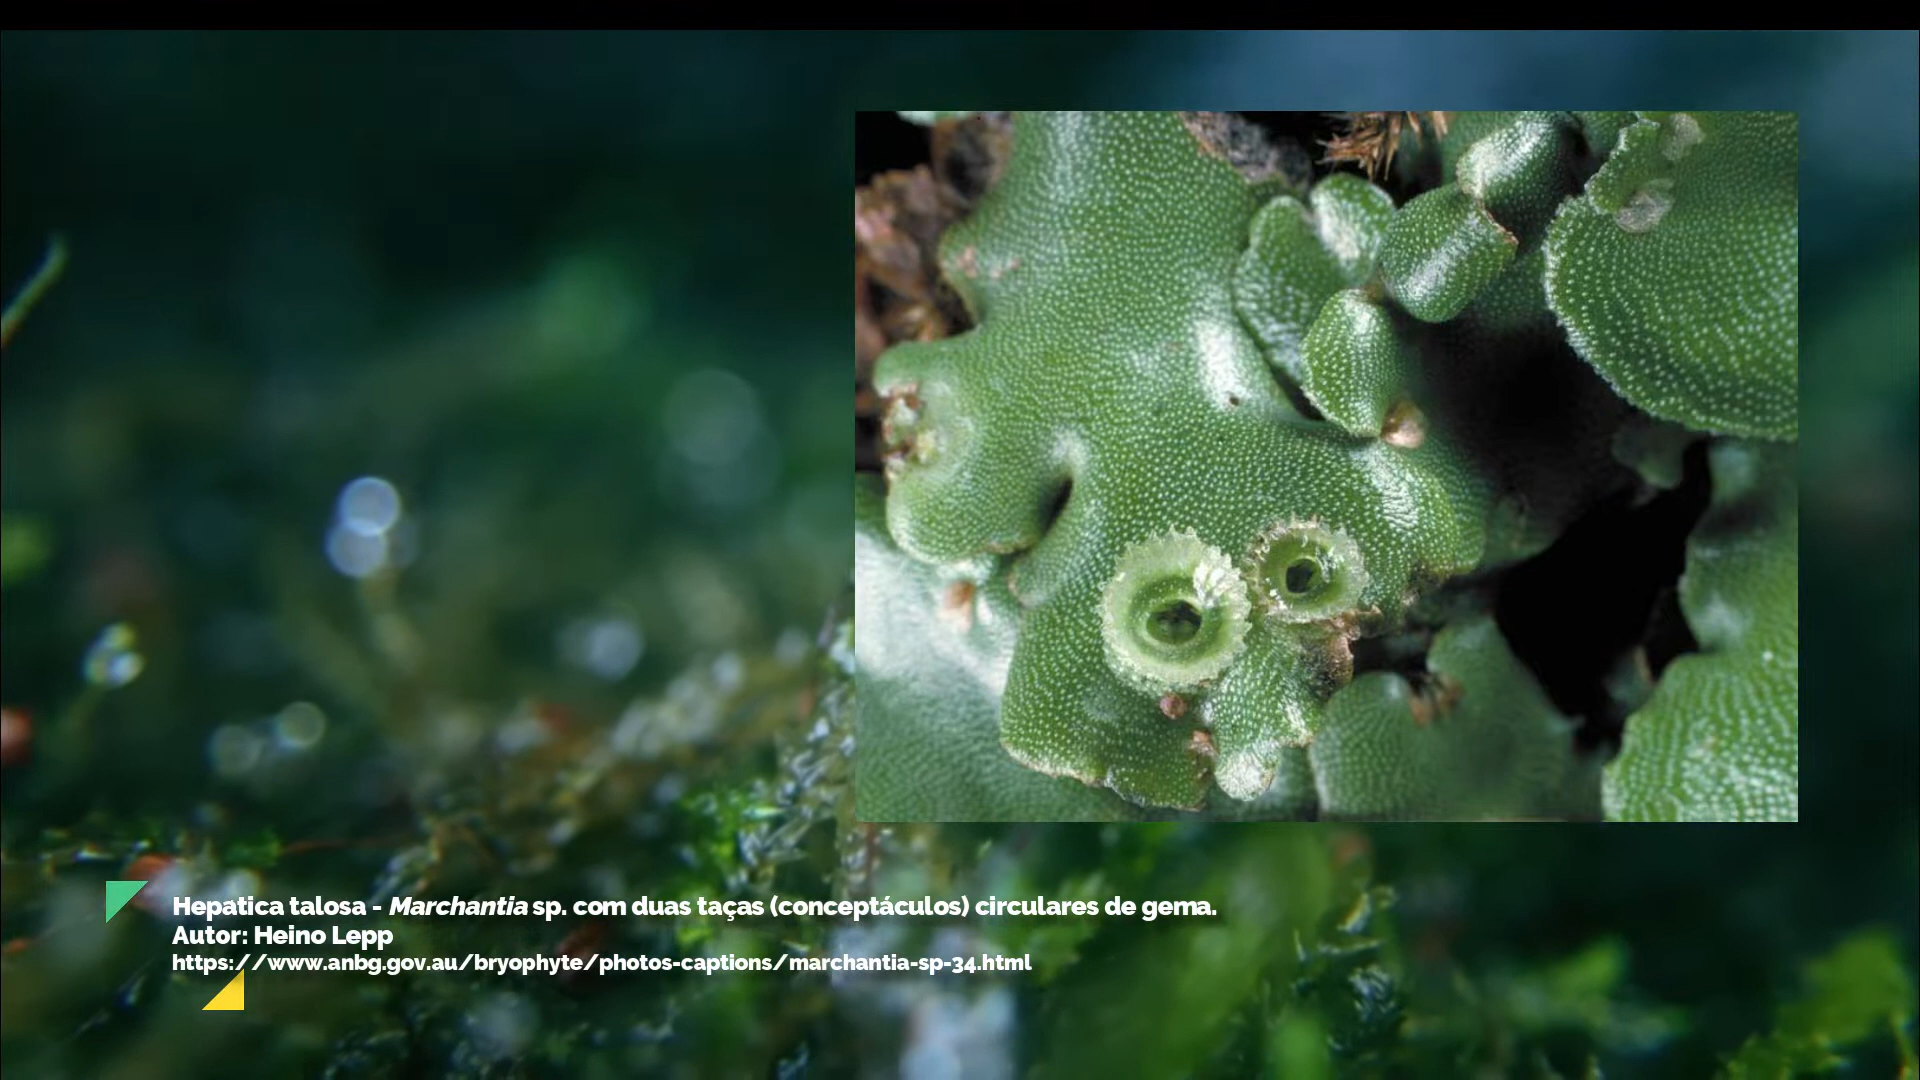 Hepática talosa - Marchantia sp. com duas taças (conceptáculos) circulares de gema.
Autor: Heino Lepp
https://www.anbg.gov.au/bryophyte/photos-captions/marchantia-sp-34.html